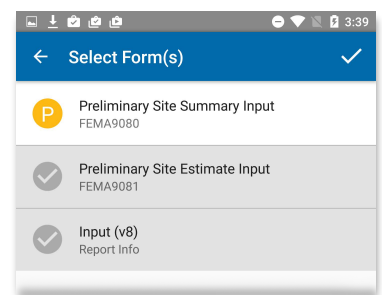 3:39
Select Form(s)
P
Preliminary Site Summary Input
FEMA9080
Preliminary Site Estimate Input
FEMA9081
Input (v8)
Report Info